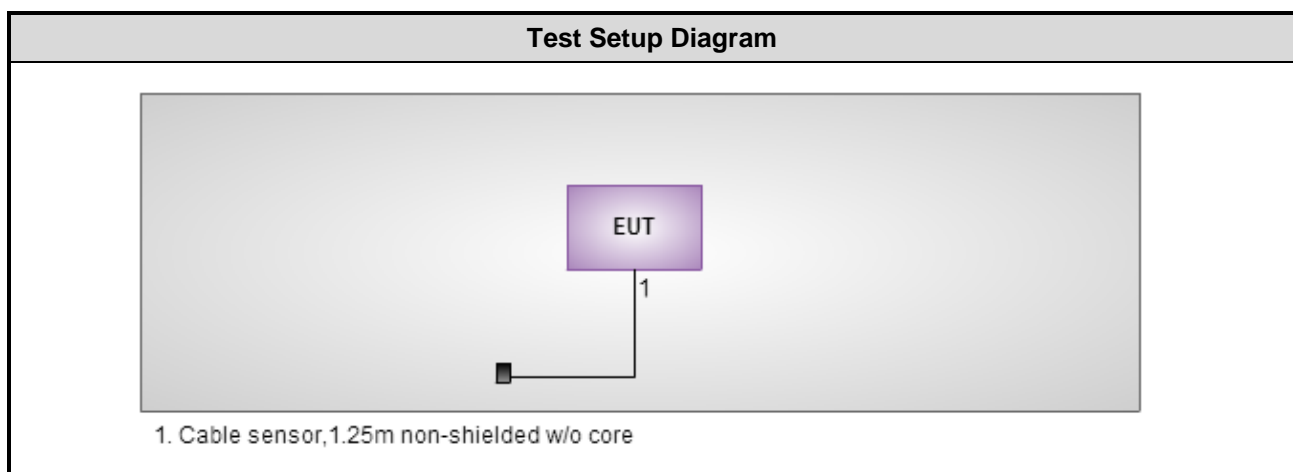 Test Setup Diagram
EUT
1
1. Cable sensor,1.25m non-shielded w/o core